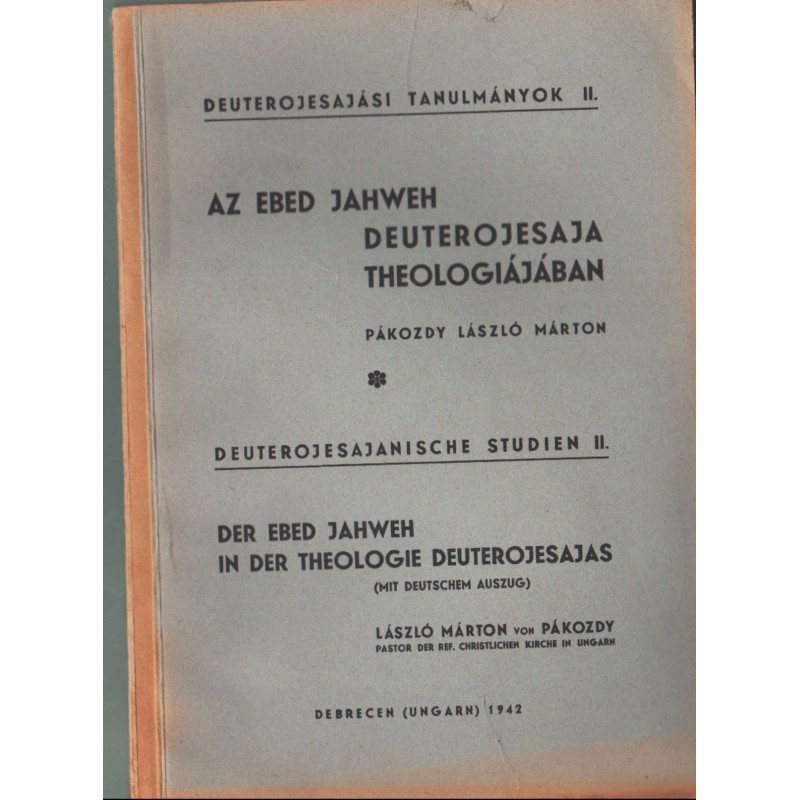 DEUTEROJESAJÁSI TANULMÁNYOK II.
AZ EBED JAHWEH
DEUTEROJESAJA
THEOLOGIÁJÁBAN
PÁKOZDY LÁSZLÓ MÁRTON
DEUTEROJESAJANISCHE STUDIEN II.
DER EBED JAHWEH
IN DER THEOLOGIE DEUTEROJESAJAS
(MIT DEUTSCHEM AUSZUG)
LÁSZLÓ MÁRTON VON PÁKOZDY
PASTOR DER REF. CHRISTLICHEN KIRCHE IN UNGARN
DEBRECEN (UNGARN) 1942